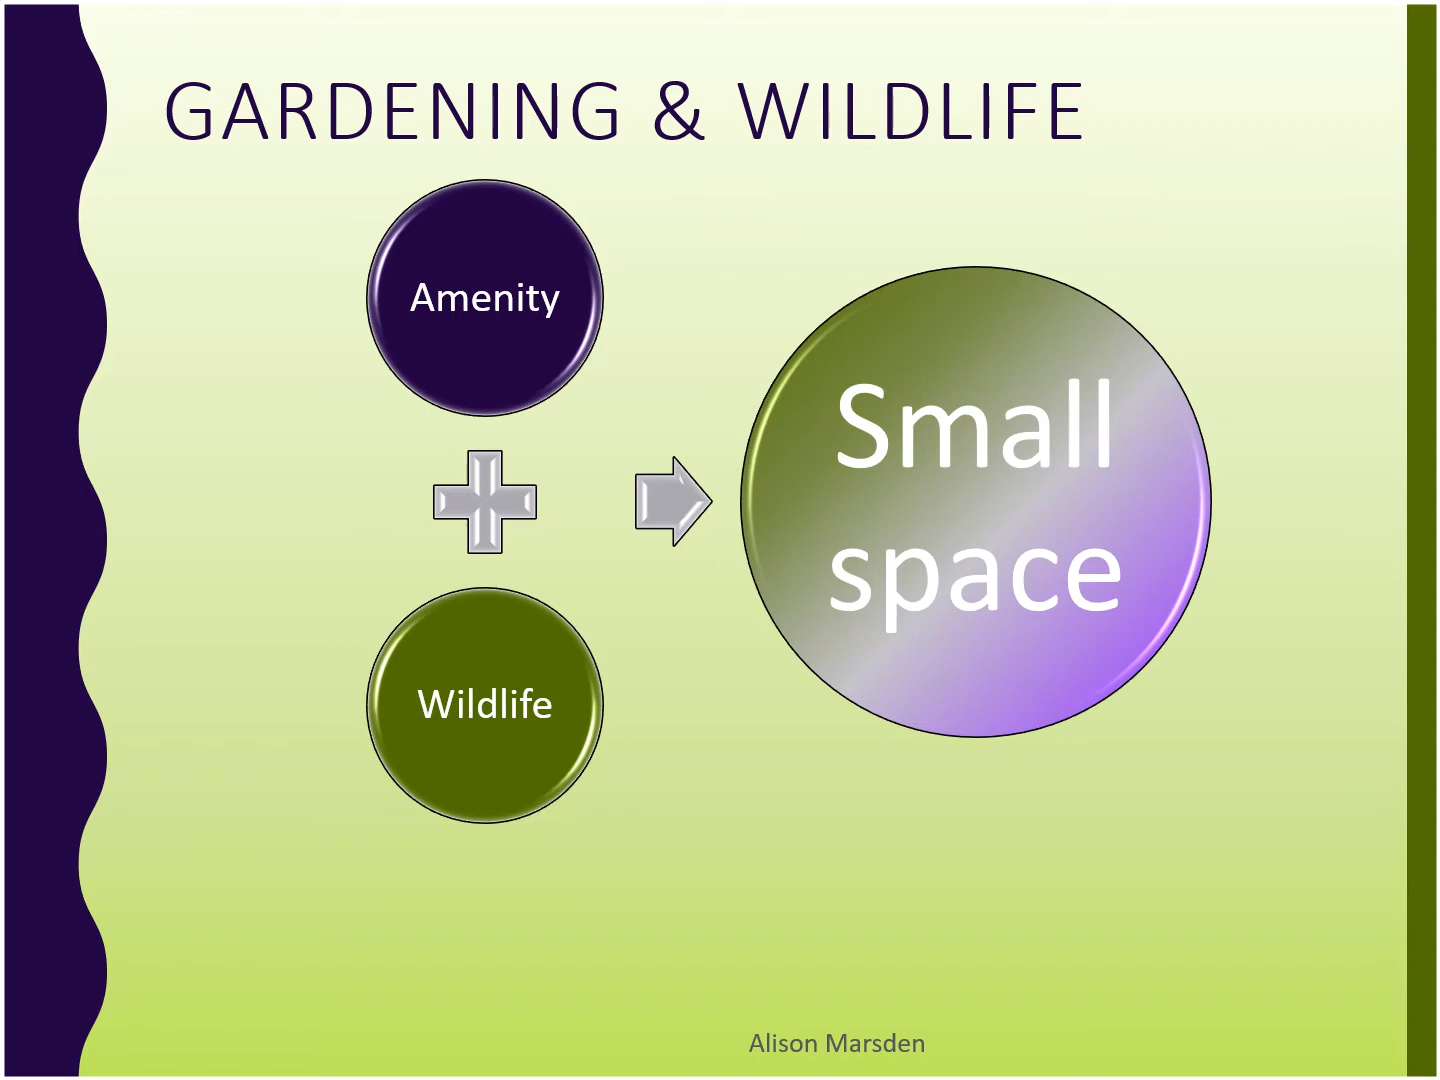 GARDENING & WILDLIFE
Amenity
Wildlife
Small
space
Alison Marsden